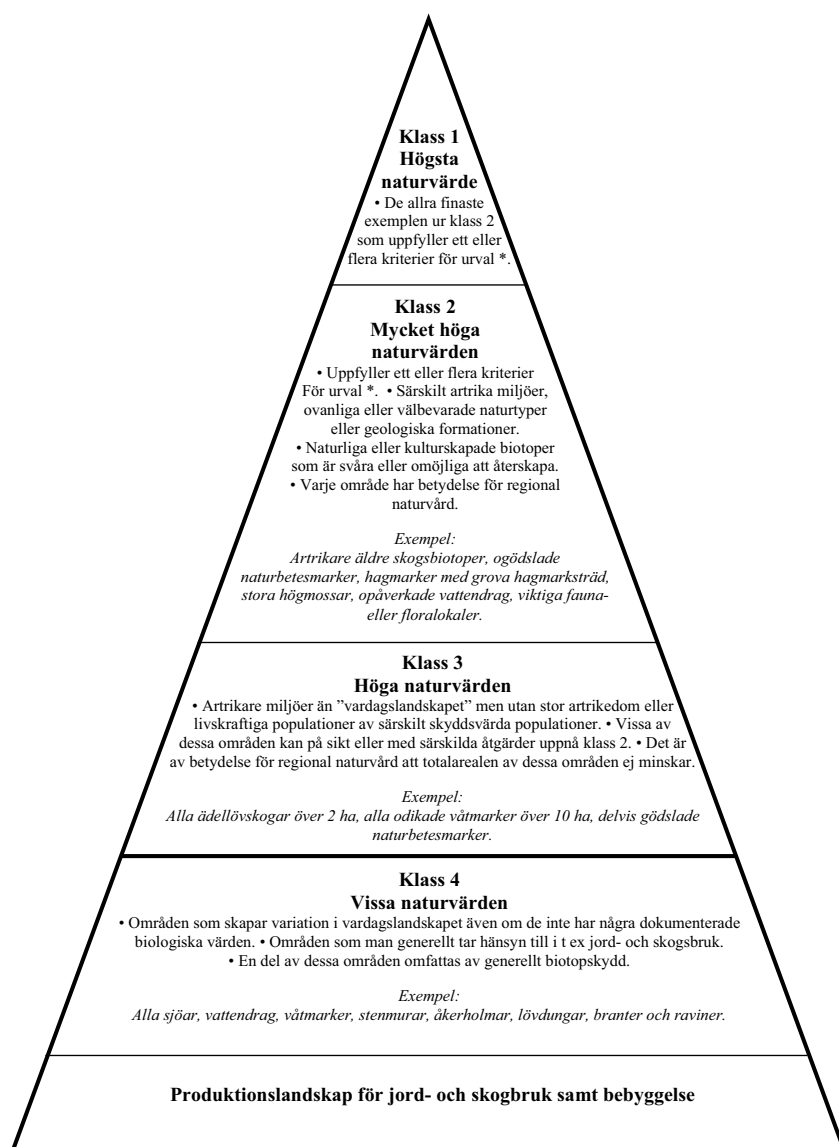 Klass 1
Högsta
naturvärde
• De allra finaste
exemplen ur klass 2
som uppfyller ett eller
flera kriterier för urval *.
Klass 2
Mycket höga
naturvärden
• Uppfyller ett eller flera kriterier
För urval *. • Särskilt artrika miljöer,
ovanliga eller välbevarade naturtyper
eller geologiska formationer.
• Naturliga eller kulturskapade biotoper
som är svåra eller omöjliga att återskapa.
• Varje område har betydelse för regional
naturvård.
Exempel:
Artrikare äldre skogsbiotoper, ogödslade
naturbetesmarker, hagmarker med grova hagmarksträd,
stora högmossar, opåverkade vattendrag, viktiga fauna-
eller floralokaler.
Klass 3
Höga naturvärden
• Artrikare miljöer än ”vardagslandskapet” men utan stor artrikedom eller
livskraftiga populationer av särskilt skyddsvärda populationer. • Vissa av
dessa områden kan på sikt eller med särskilda åtgärder uppnå klass 2. • Det är
av betydelse för regional naturvård att totalarealen av dessa områden ej minskar.
Exempel:
Alla ädellövskogar över 2 ha, alla odikade våtmarker över 10 ha, delvis gödslade
naturbetesmarker.
Klass 4
Vissa naturvärden
• Områden som skapar variation i vardagslandskapet även om de inte har några dokumenterade
biologiska värden. • Områden som man generellt tar hänsyn till i t ex jord- och skogsbruk.
• En del av dessa områden omfattas av generellt biotopskydd.
Exempel:
Alla sjöar, vattendrag, våtmarker, stenmurar, åkerholmar, lövdungar, branter och raviner.
Produktionslandskap för jord- och skogbruk samt bebyggelse